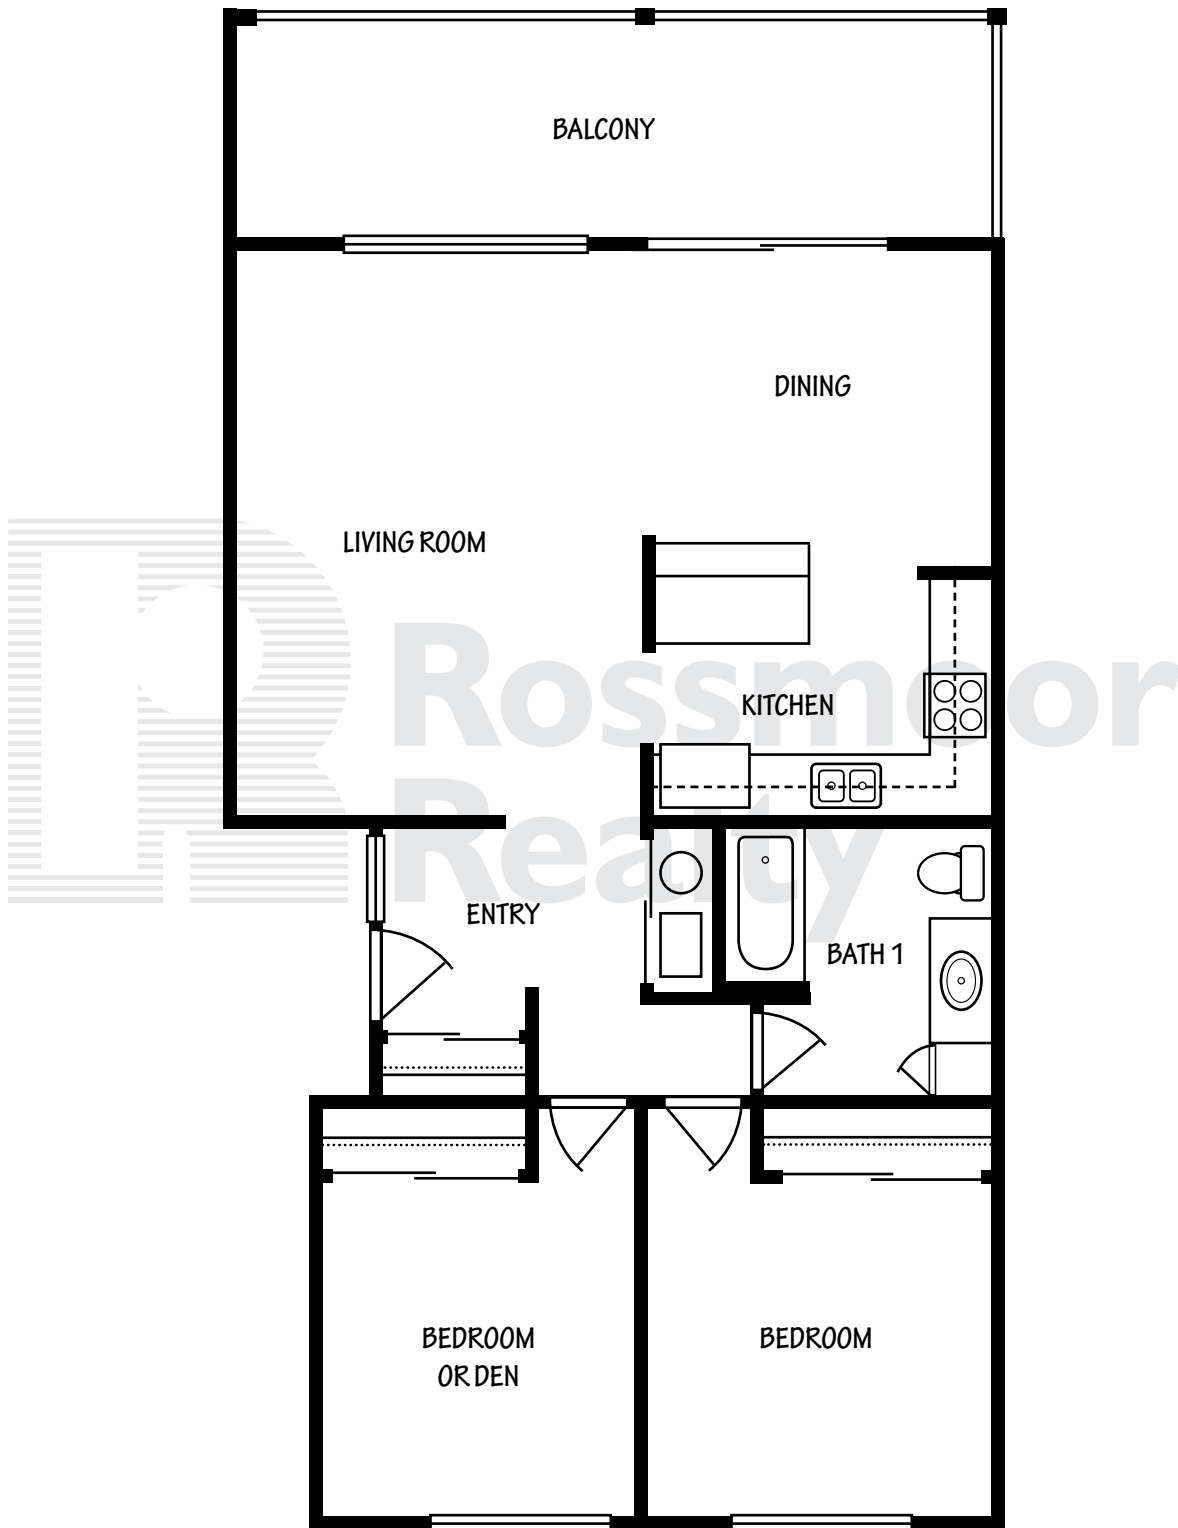 BALCONY
DINING
LIVING ROOM
Rossmoor
KITCHEN
Realty
ENTRY
BATH 1
BEDROOM
OR DEN
BEDROOM